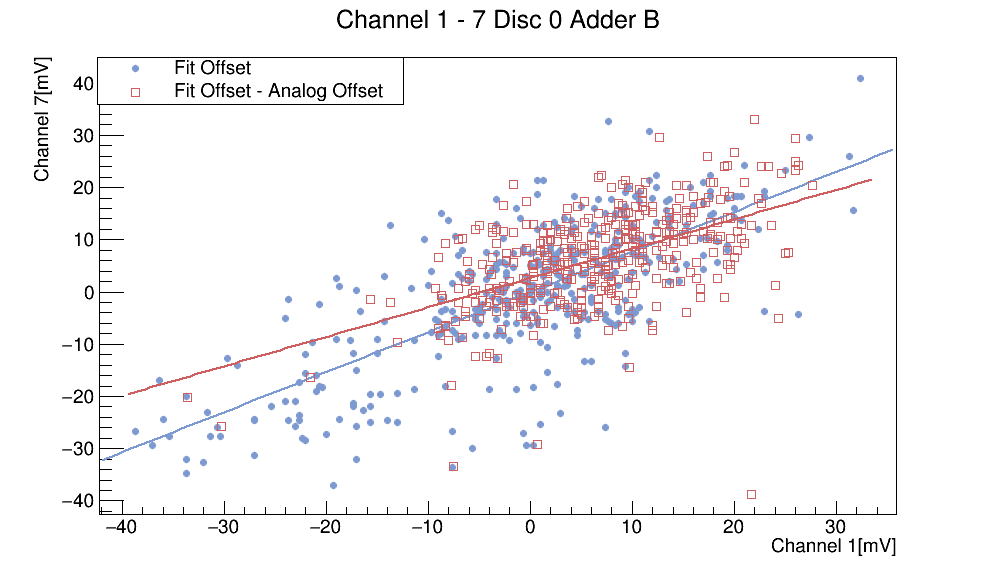 Channel 1 - 7 Disc 0 Adder B
Channel 7[mV]
Fit Offset
Fit Offset - Analog Offset
40
30
20
10
0
−10
−20
−30
−40
−40 −30 −20 −10 0 10 20 30
Channel 1[mV]